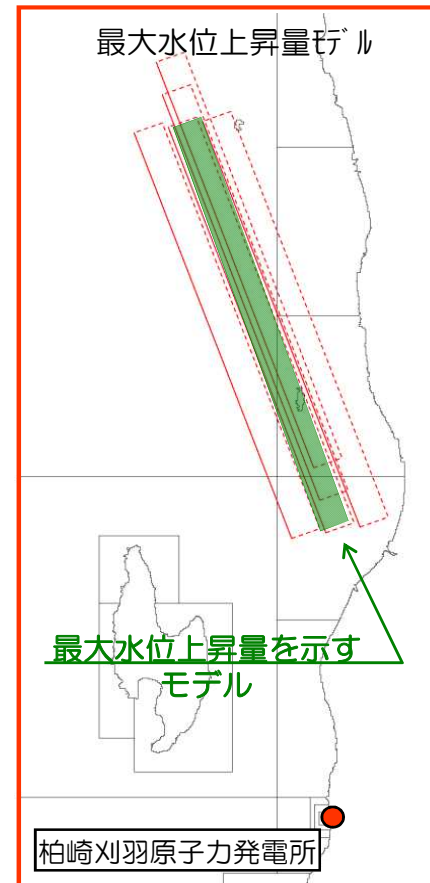 最大水位上昇量モデル
最大水位上昇量を示す
モデル
柏崎刈羽原子力発電所